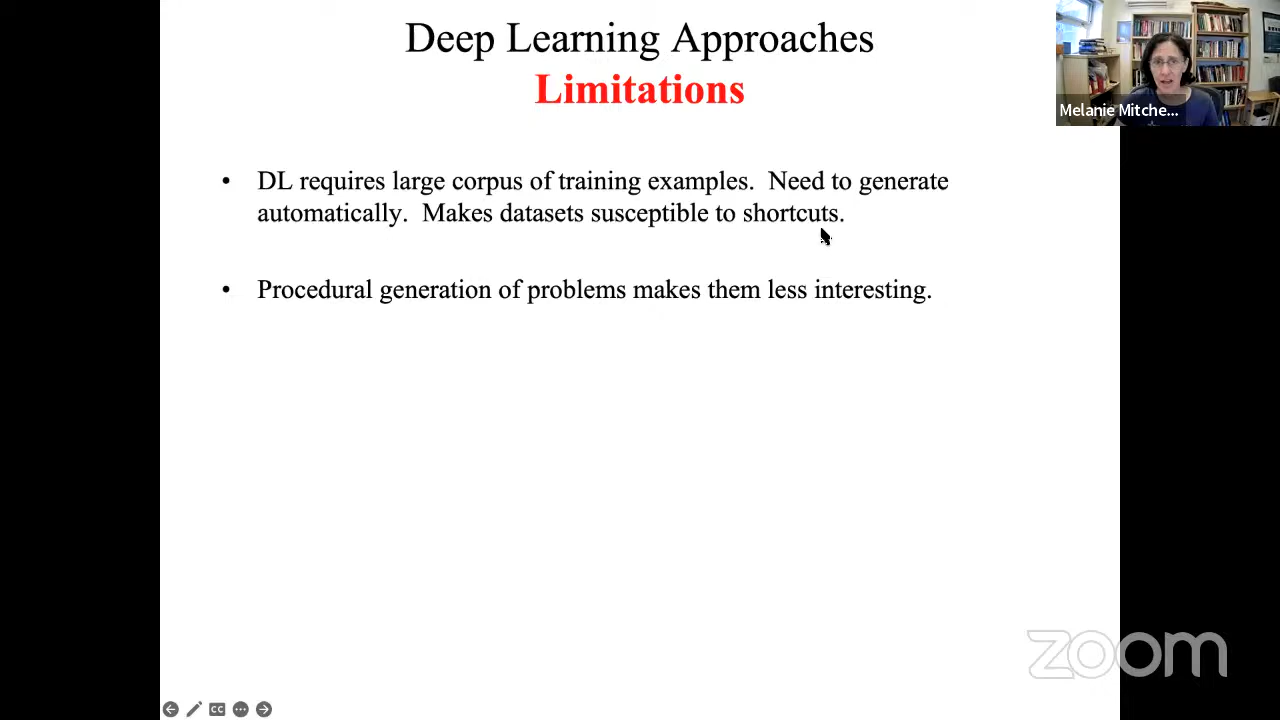 Deep Learning Approaches
Limitations
Melanie Mitche...
• DL requires large corpus of training examples.  Need to generate
automatically.  Makes datasets susceptible to shortcuts.
• Procedural generation of problems makes them less interesting.
zoom
CC